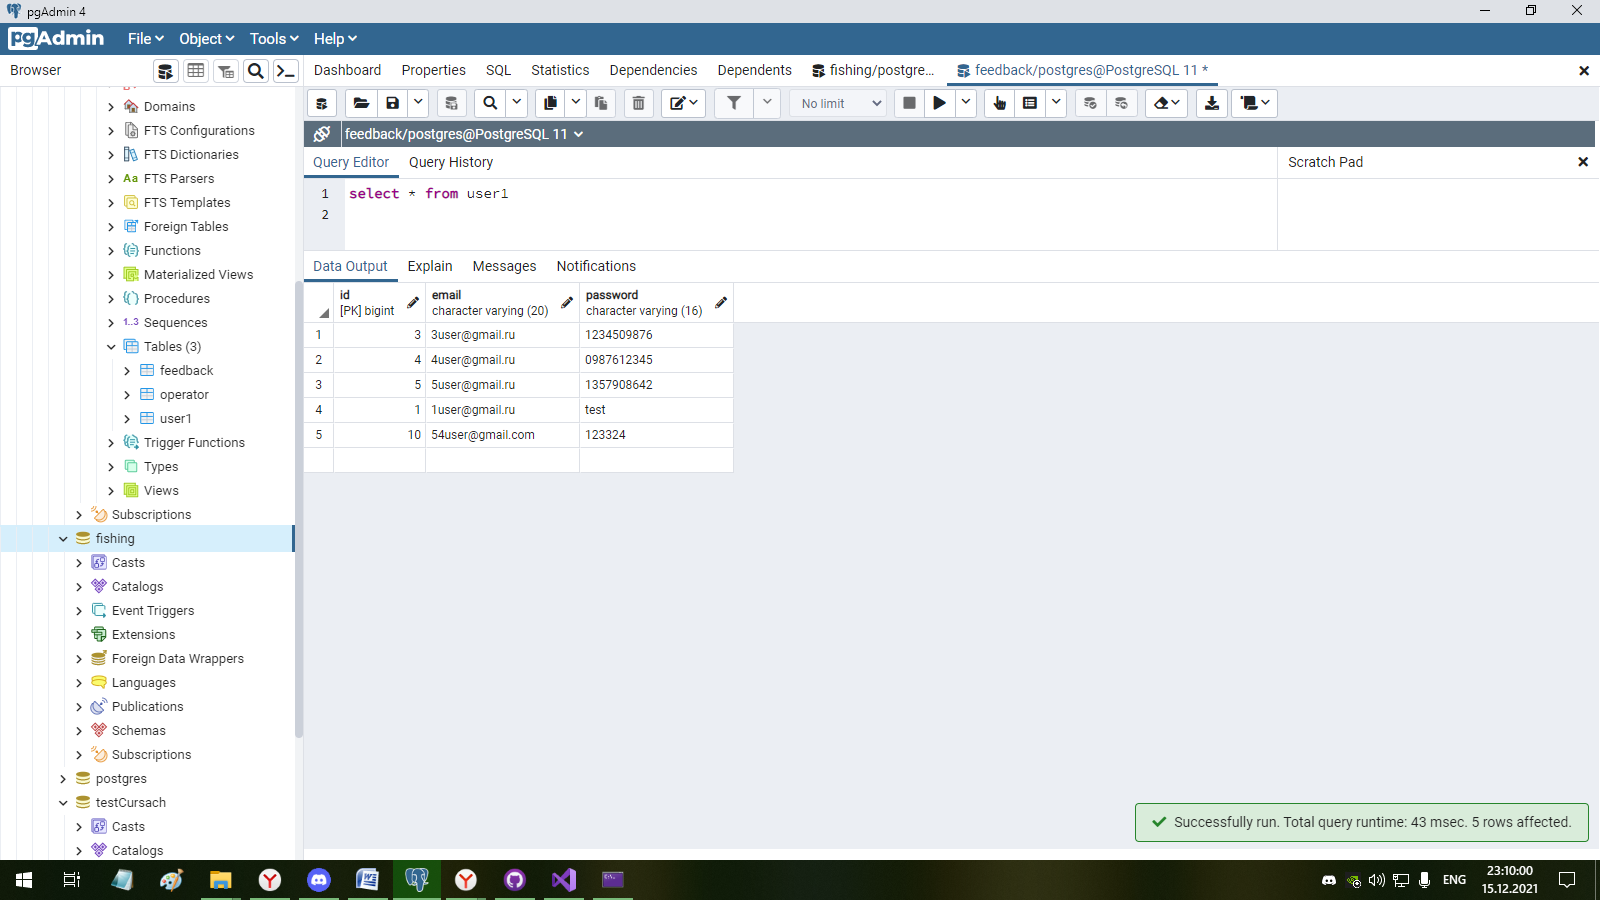 pgAdmin 4
pgAdmin File Object Tools Help
Browser
Dashboard Properties SQL Statistics Dependencies Dependents fishing/postgre... feedback/postgres@PostgreSQL 11 *
No limit
feedback/postgres@PostgreSQL 11
Query Editor Query History
Scratch Pad
1 select * from user1
2
Data Output Explain Messages Notifications
id email password
[PK] bigint character varying (20) character varying (16)
1 3 3user@gmail.ru 1234509876
2 4 4user@gmail.ru 0987612345
3 5 5user@gmail.ru 1357908642
4 1 1user@gmail.ru test
5 10 54user@gmail.com 123324
Domains
FTS Configurations
FTS Dictionaries
Aa FTS Parsers
FTS Templates
Foreign Tables
Functions
Materialized Views
Procedures
1..3 Sequences
Tables (3)
feedback
operator
user1
Trigger Functions
Types
Views
Subscriptions
fishing
Casts
Catalogs
Event Triggers
Extensions
Foreign Data Wrappers
Languages
Publications
Schemas
Subscriptions
postgres
testCursach
Casts
Catalogs
Successfully run. Total query runtime: 43 msec. 5 rows affected.
ENG
23:10:00
15.12.2021